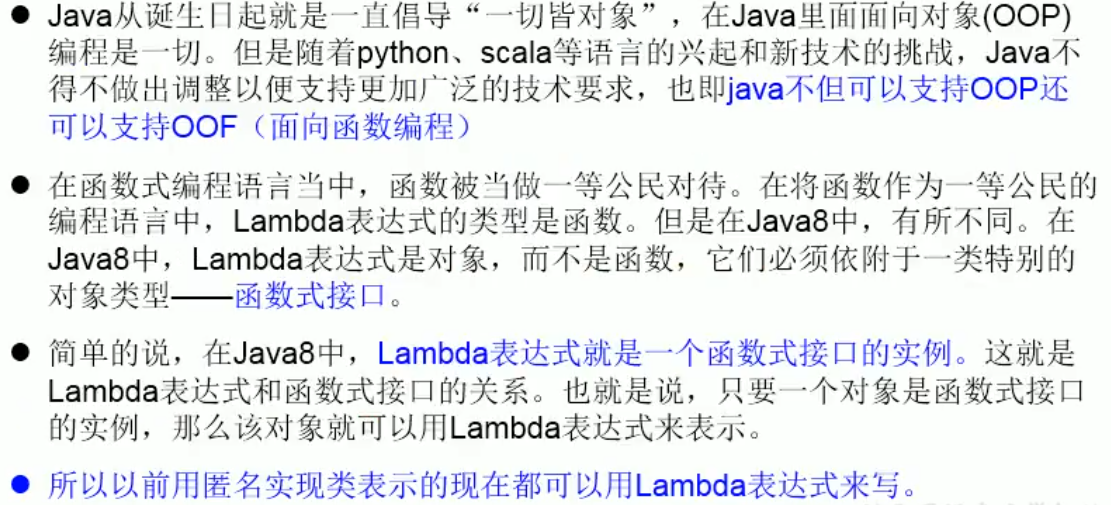 ● Java从诞生日起就是一直倡导“一切皆对象”，在Java里面面向对象(OOP)
编程是一切。但是随着python、scala等语言的兴起和新技术的挑战，Java不
得不做出调整以便支持更加广泛的技术要求，也即java不但可以支持OOP还
可以支持OOF（面向函数编程）
● 在函数式编程语言当中，函数被当做一等公民对待。在将函数作为一等公民的
编程语言中，Lambda表达式的类型是函数。但是在Java8中，有所不同。在
Java8中，Lambda表达式是对象，而不是函数，它们必须依附于一类特别的
对象类型——函数式接口。
● 简单的说，在Java8中，Lambda表达式就是一个函数式接口的实例。这就是
Lambda表达式和函数式接口的关系。也就是说，只要一个对象是函数式接口
的实例，那么该对象就可以用Lambda表达式来表示。
● 所以以前用匿名实现类表示的现在都可以用Lambda表达式来写。